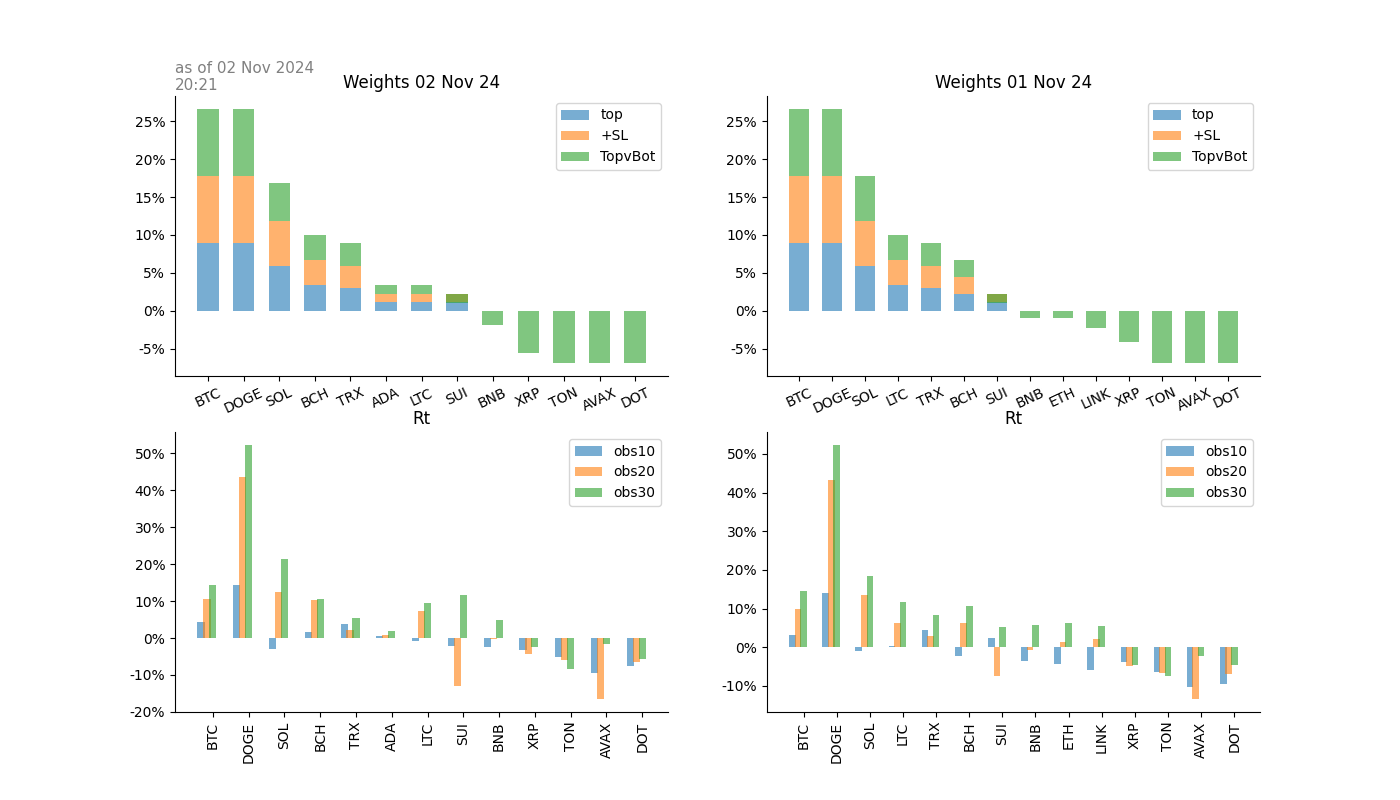 as of 02 Nov 2024
20:21
Weights 02 Nov 24
25%
20%
15%
10%
5%
0%
-5%
top
+SL
TopvBot
BTC DOGE SOL BCH TRX ADA LTC SUI BNB XRP TON AVAX DOT
Weights 01 Nov 24
25%
20%
15%
10%
5%
0%
-5%
top
+SL
TopvBot
BTC DOGE SOL LTC TRX BCH SUI BNB ETH LINK XRP TON AVAX DOT
Rt
50%
40%
30%
20%
10%
0%
-10%
-20%
obs10
obs20
obs30
BTC DOGE SOL BCH TRX ADA LTC SUI BNB XRP TON AVAX DOT
Rt
50%
40%
30%
20%
10%
0%
-10%
obs10
obs20
obs30
BTC DOGE SOL LTC TRX BCH SUI BNB ETH LINK XRP TON AVAX DOT